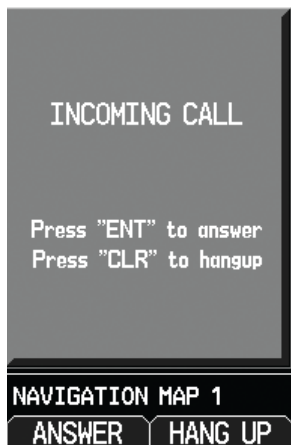 INCOMING CALL
Press "ENT" to answer
Press "CLR" to hangup
NAVIGATION MAP 1
ANSWER HANG UP